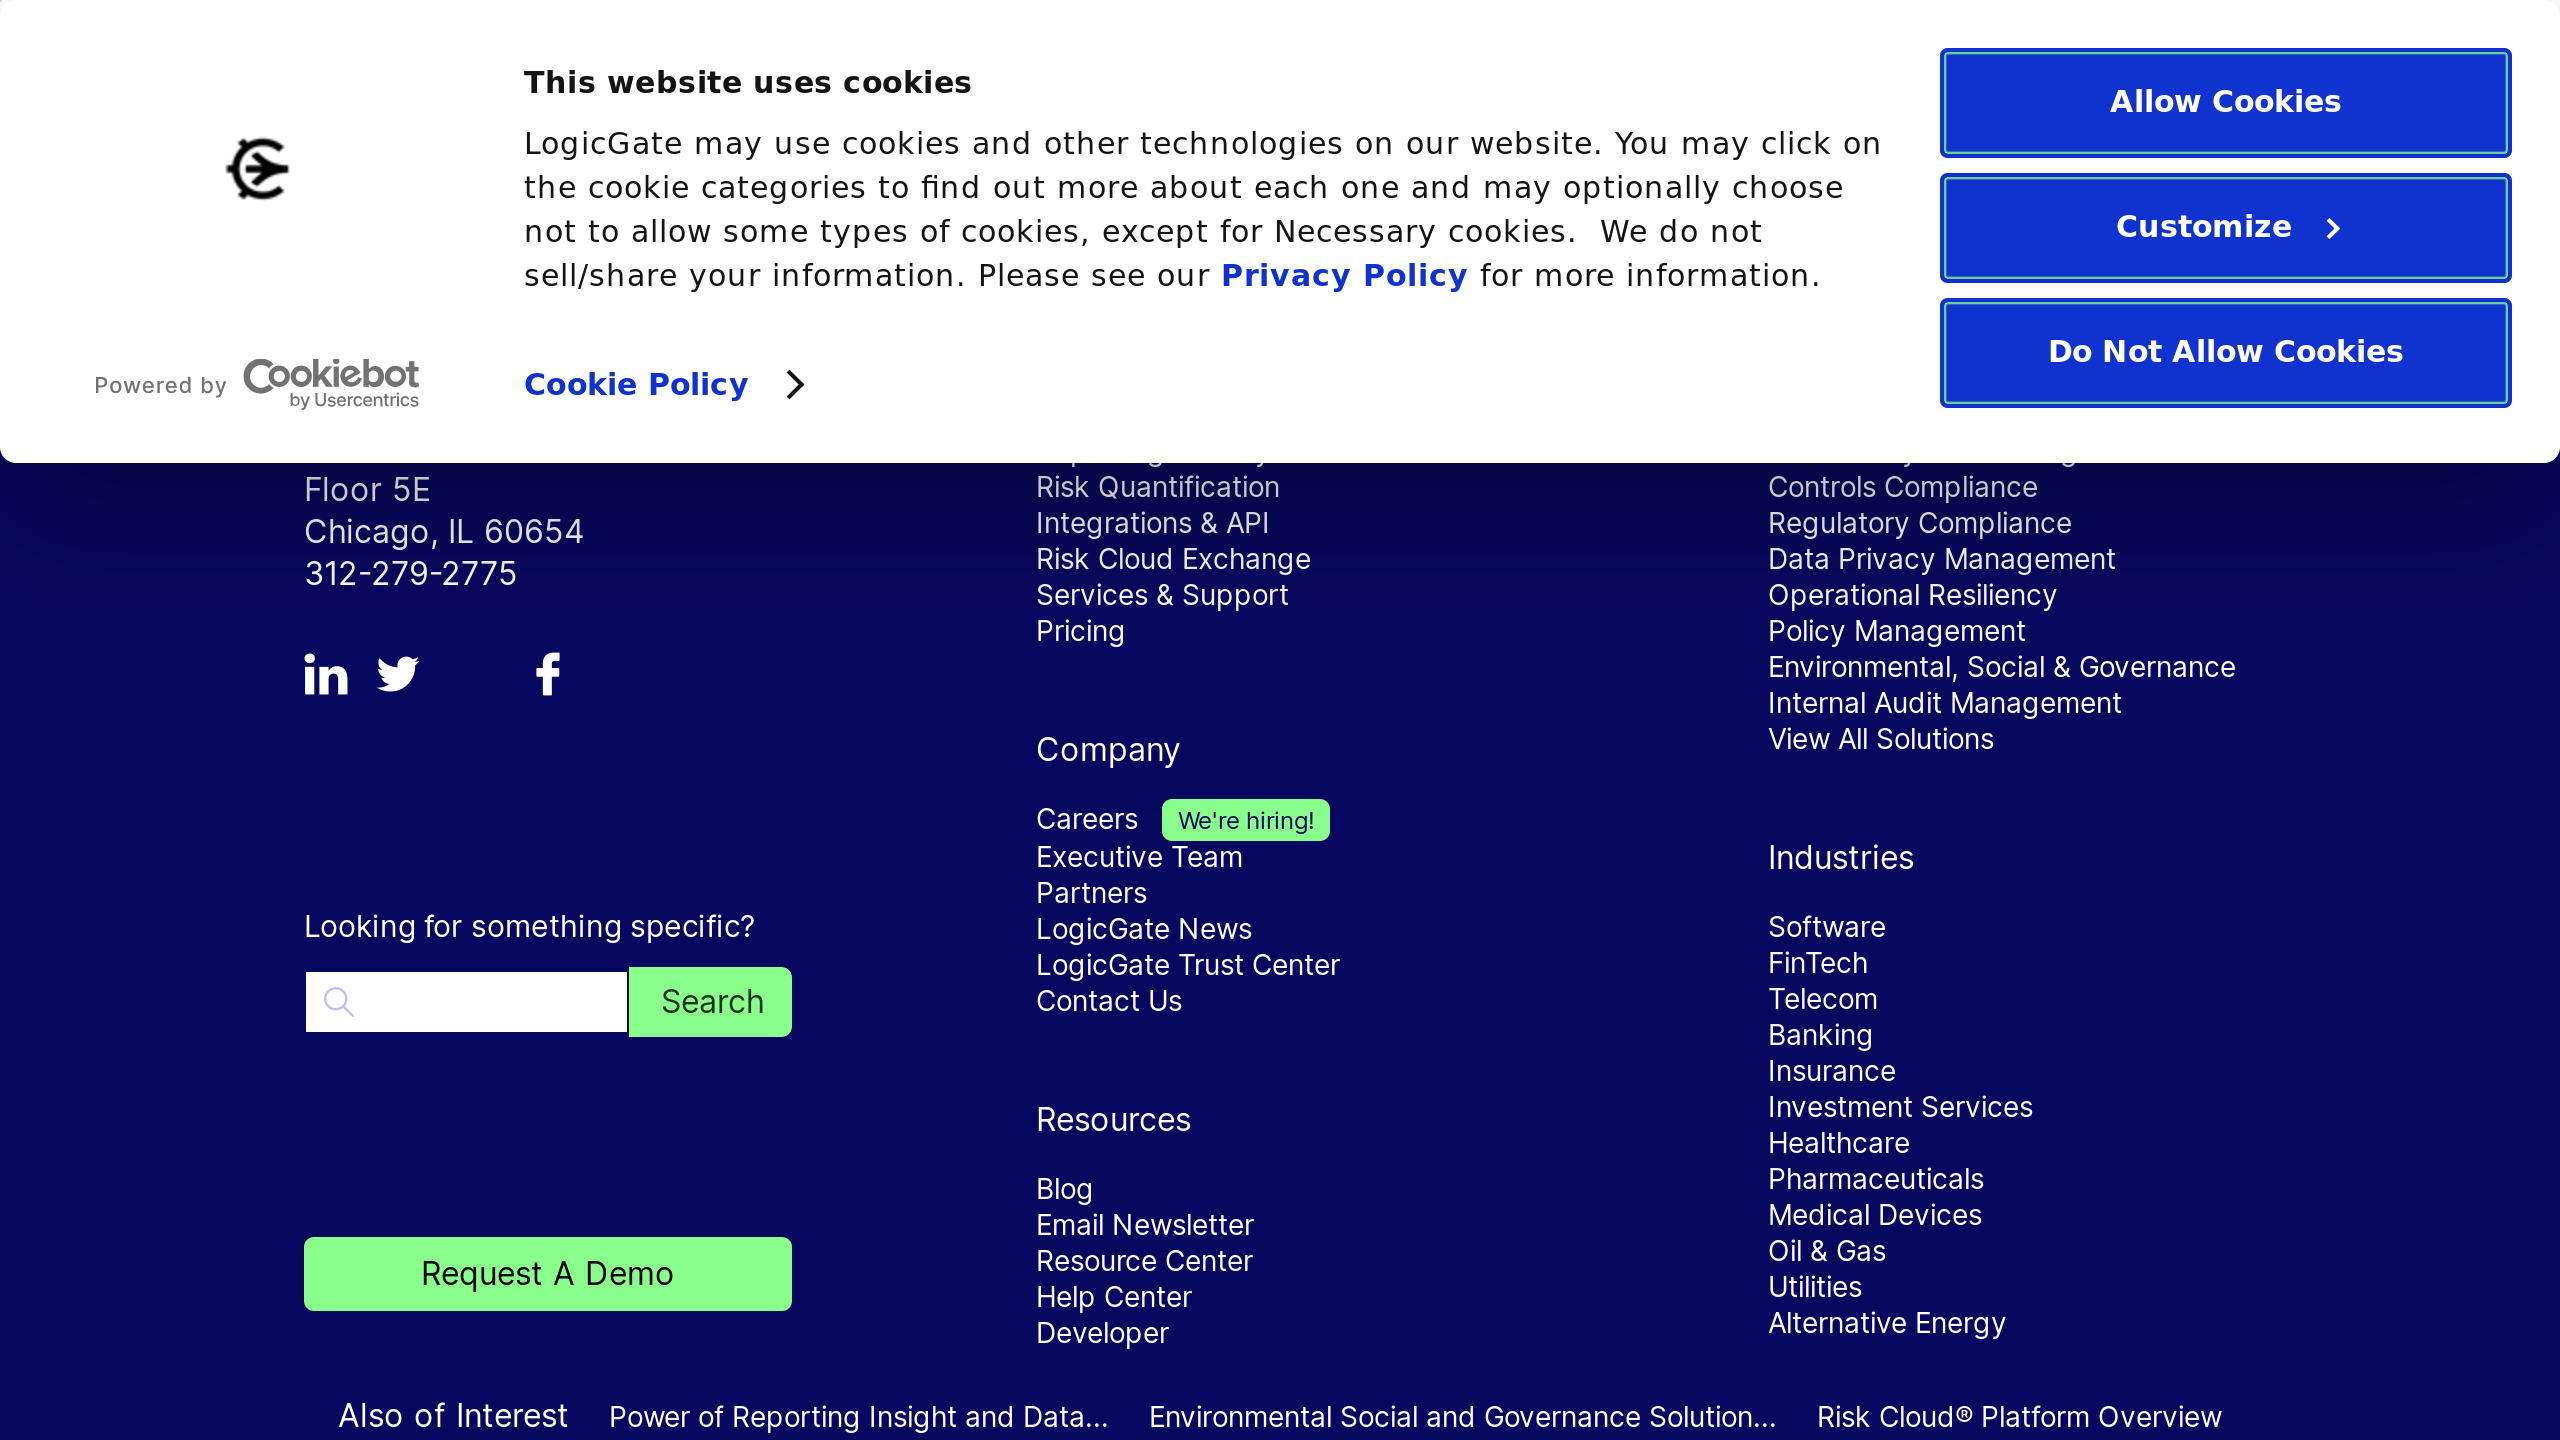 This website uses cookies
LogicGate may use cookies and other technologies on our website. You may click on
the cookie categories to find out more about each one and may optionally choose
not to allow some types of cookies, except for Necessary cookies.  We do not
sell/share your information. Please see our Privacy Policy for more information.
Powered by Cookiebot
by Usercentrics
Cookie Policy
Allow Cookies
Customize
Do Not Allow Cookies
Floor 5E
Chicago, IL 60654
312-279-2775
Looking for something specific?
Search
Request A Demo
Risk Quantification
Integrations & API
Risk Cloud Exchange
Services & Support
Pricing
Company
Careers We're hiring!
Executive Team
Partners
LogicGate News
LogicGate Trust Center
Contact Us
Resources
Blog
Email Newsletter
Resource Center
Help Center
Developer
Controls Compliance
Regulatory Compliance
Data Privacy Management
Operational Resiliency
Policy Management
Environmental, Social & Governance
Internal Audit Management
View All Solutions
Industries
Software
FinTech
Telecom
Banking
Insurance
Investment Services
Healthcare
Pharmaceuticals
Medical Devices
Oil & Gas
Utilities
Alternative Energy
Also of Interest Power of Reporting Insight and Data... Environmental Social and Governance Solution... Risk Cloud® Platform Overview